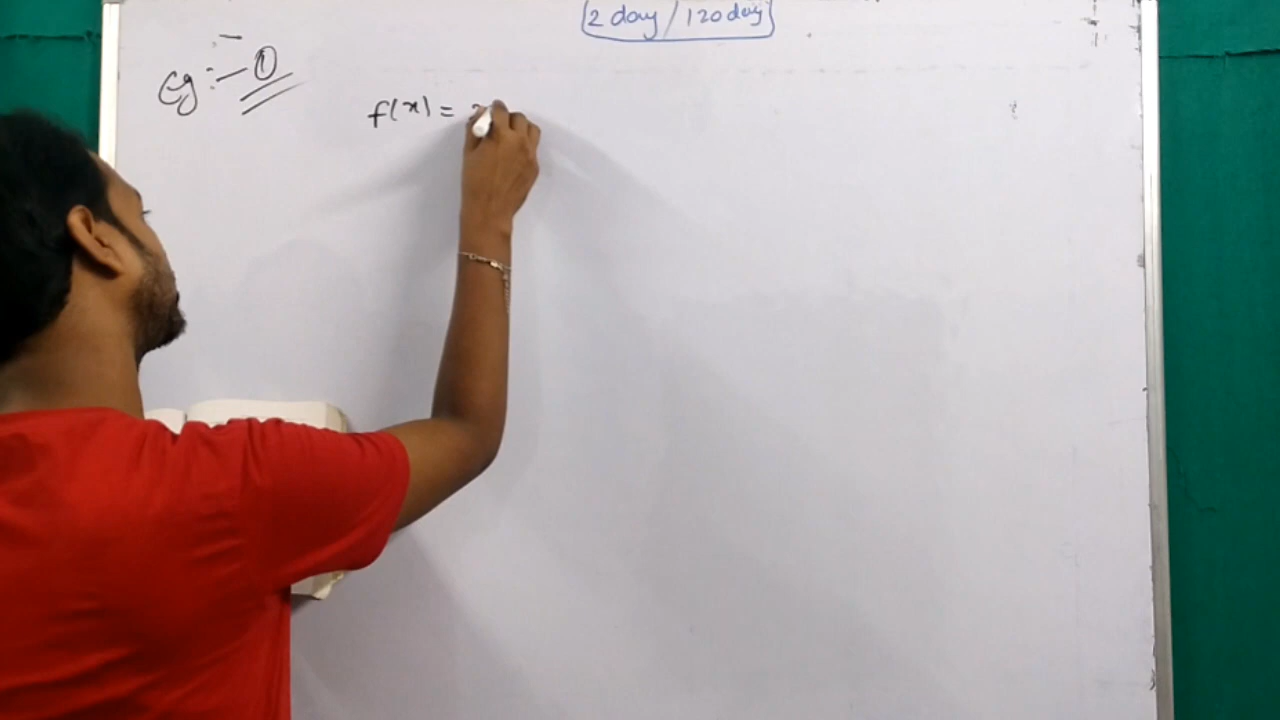 2 day / 120 day
eg :- ①
f(x) =